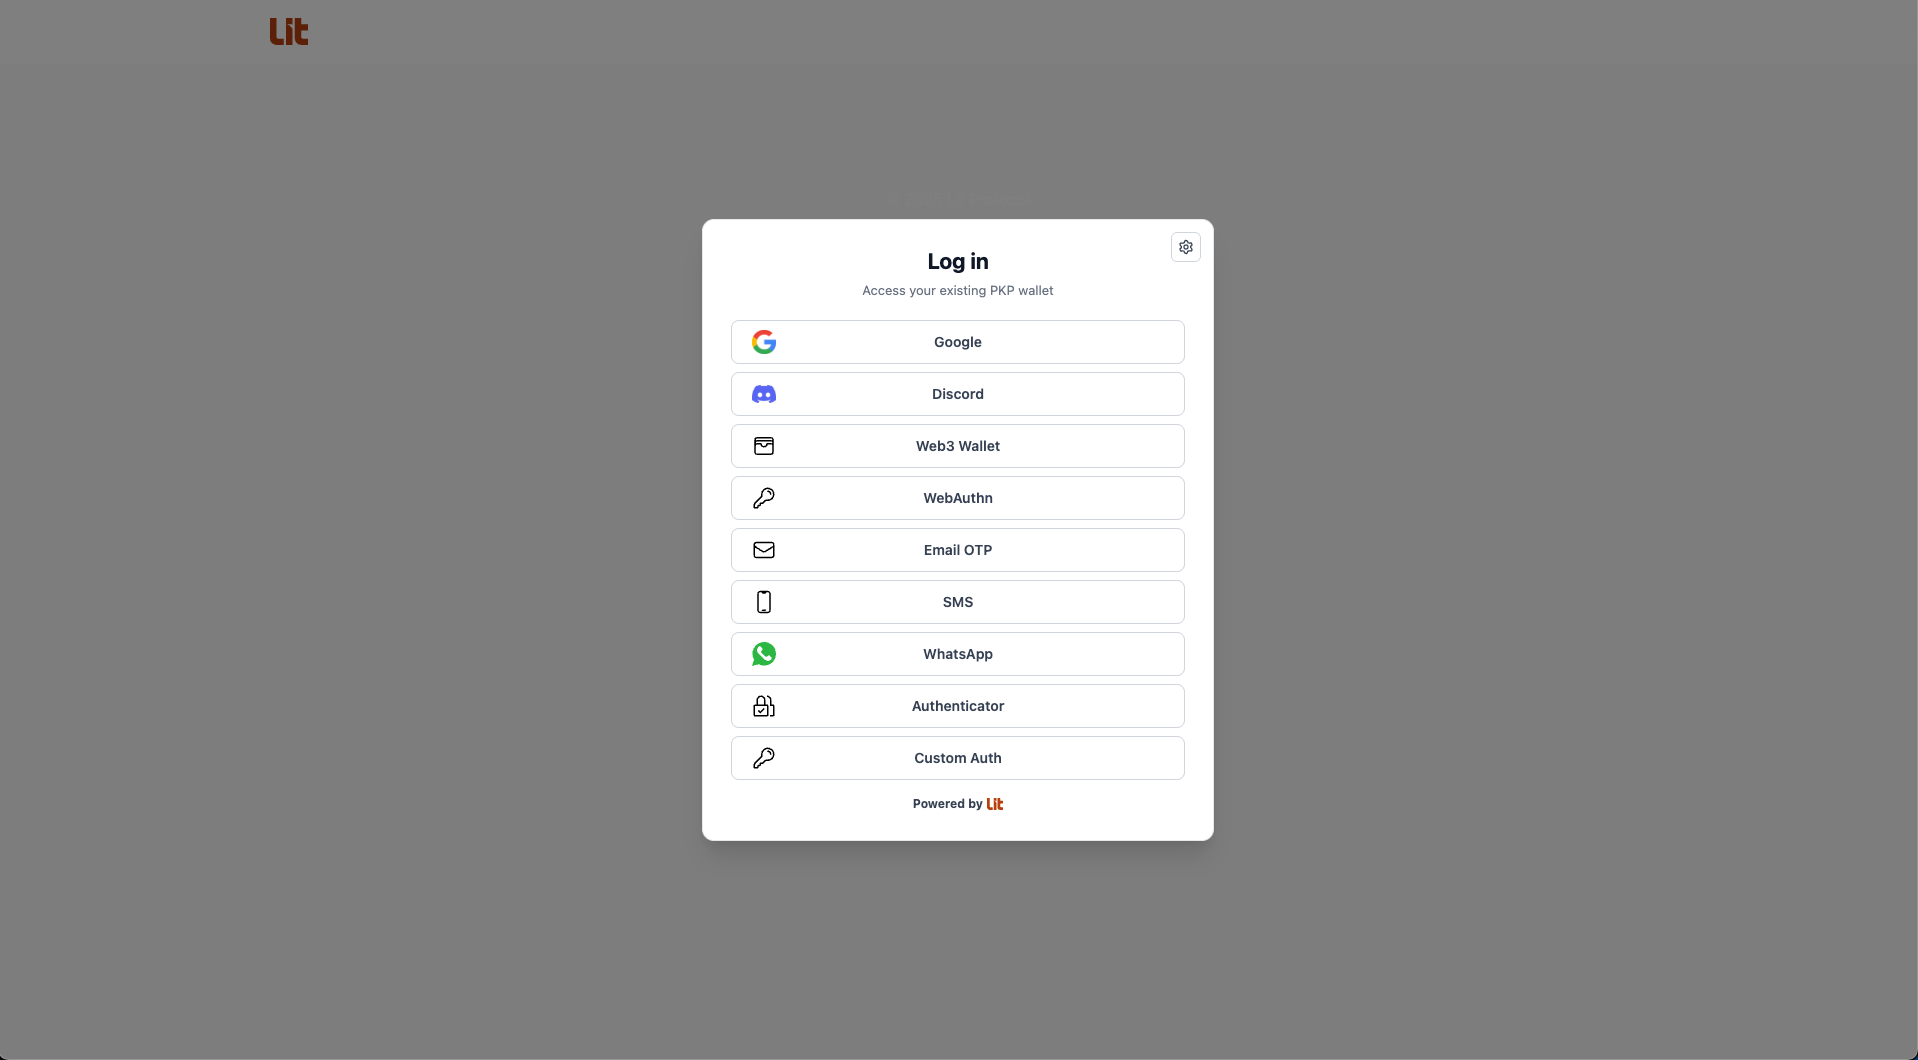 Lit
Log in
Access your existing PKP wallet
Google
Discord
Web3 Wallet
WebAuthn
Email OTP
SMS
WhatsApp
Authenticator
Custom Auth
Powered by Lit